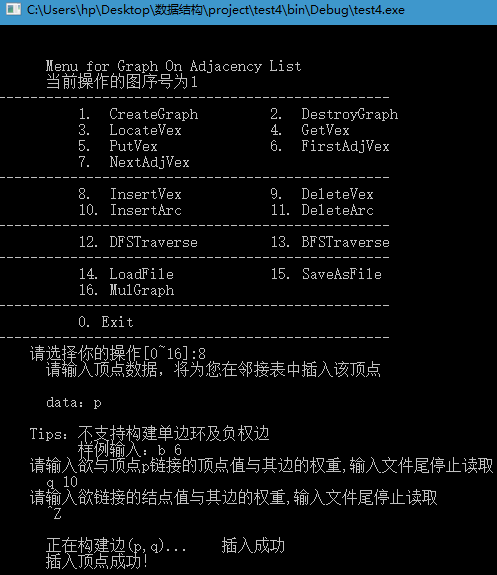 C:\Users\hp\Desktop\数据结构\project\test4\bin\Debug\test4.exe
Menu for Graph On Adjacency List
当前操作的图序号为1
-------------------------------------------------
1. CreateGraph 2. DestroyGraph
3. LocateVex 4. GetVex
5. PutVex 6. FirstAdjVex
7. NextAdjVex
-------------------------------------------------
8. InsertVex 9. DeleteVex
10. InsertArc 11. DeleteArc
-------------------------------------------------
12. DFSTraverse 13. BFSTraverse
-------------------------------------------------
14. LoadFile 15. SaveAsFile
16. MulGraph
-------------------------------------------------
0. Exit
-------------------------------------------------
请选择你的操作[0~16]:8
请输入顶点数据，将为您在邻接表中插入该顶点
data：p
Tips：不支持构建单边环及负权边
样例输入：b 6
请输入欲与顶点p链接的顶点值与其边的权重,输入文件尾停止读取
q 10
请输入欲链接的结点值与其边的权重,输入文件尾停止读取
^Z
正在构建边(p,q)... 插入成功
插入顶点成功!